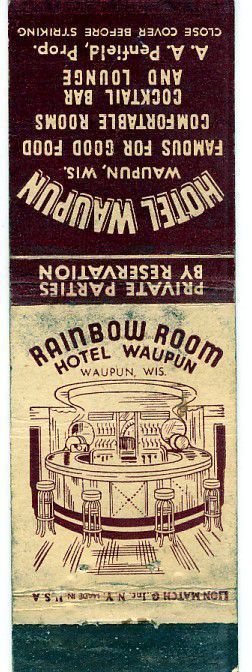 HOTEL WAUPUN
WAUPUN, WIS.
FAMOUS FOR GOOD FOOD
COMFORTABLE ROOMS
COCKTAIL BAR
AND LOUNGE
A. A. Penfield, Prop.
CLOSE COVER BEFORE STRIKING
PRIVATE PARTIES
BY RESERVATION
RAINBOW ROOM
HOTEL WAUPUN
WAUPUN, WIS.
LION MATCH CO. INC. N.Y. MADE IN U.S.A